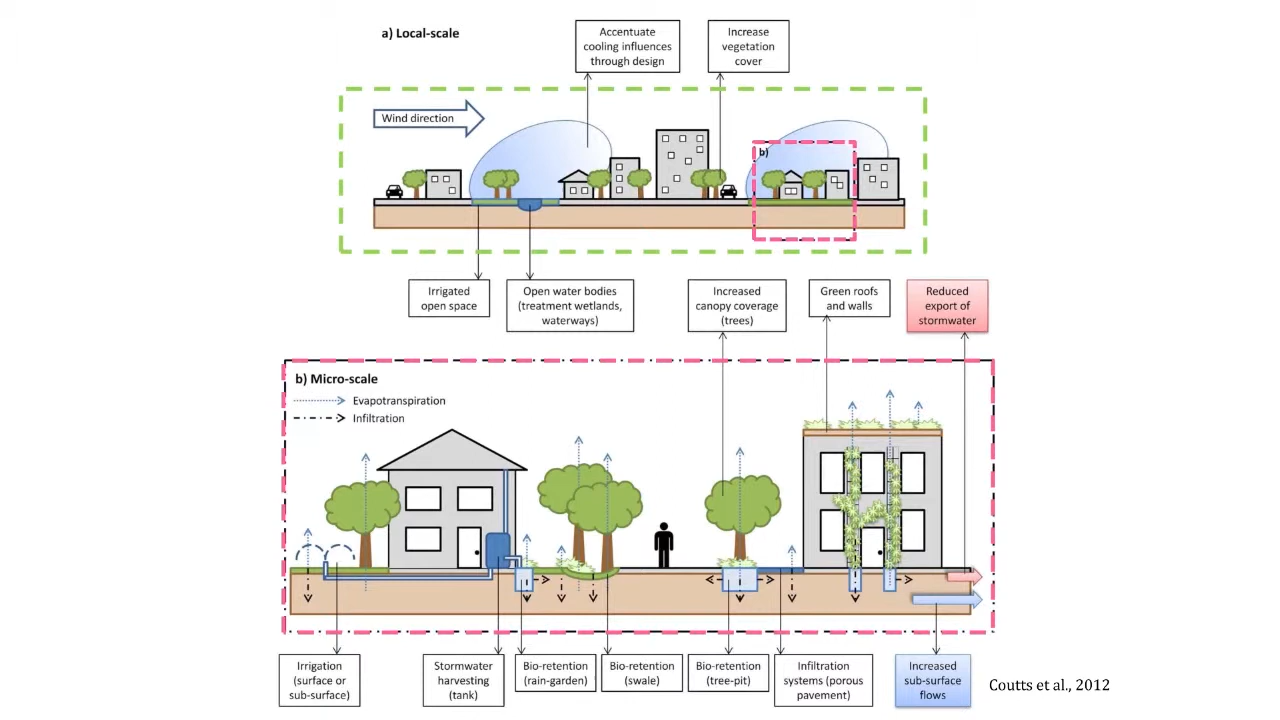 a) Local-scale
Accentuate
cooling influences
through design
Increase
vegetation
cover
Wind direction
b)
Irrigated
open space
Open water bodies
(treatment wetlands,
waterways)
Increased
canopy coverage
(trees)
Green roofs
and walls
Reduced
export of
stormwater
b) Micro-scale
Evapotranspiration
Infiltration
Irrigation
(surface or
sub-surface)
Stormwater
harvesting
(tank)
Bio-retention
(rain-garden)
Bio-retention
(swale)
Bio-retention
(tree-pit)
Infiltration
systems (porous
pavement)
Increased
sub-surface
flows
Coutts et al., 2012